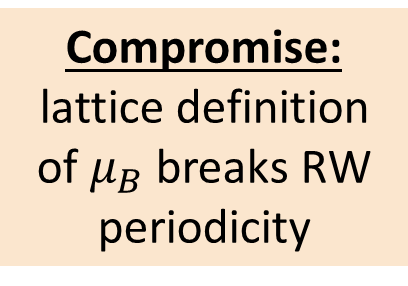 Compromise:
lattice definition
of μ_B breaks RW
periodicity